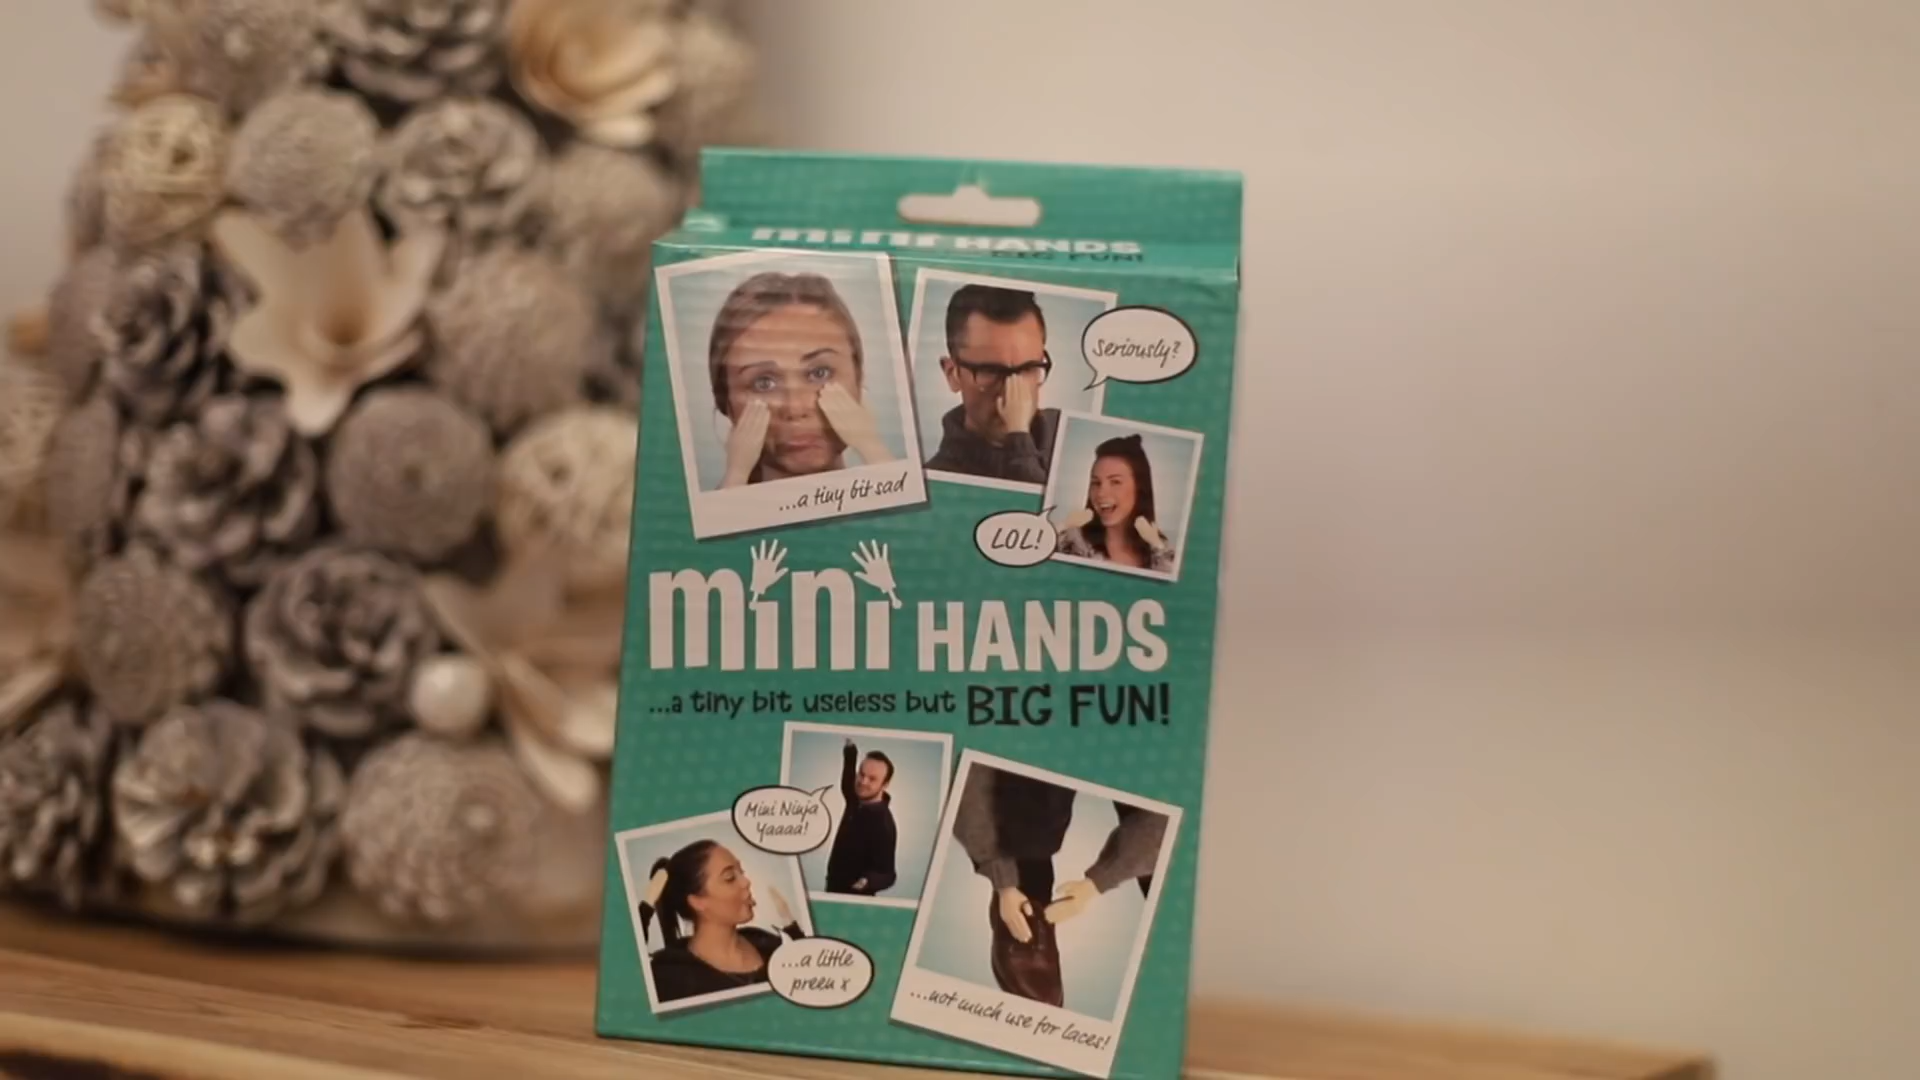 mini HANDS
BIG FUN!
Seriously?
...a tiny bit sad
LOL!
mini HANDS
...a tiny bit useless but BIG FUN!
Mini Ninja
Yaaaa!
...a little
preen x
...not much use for laces!